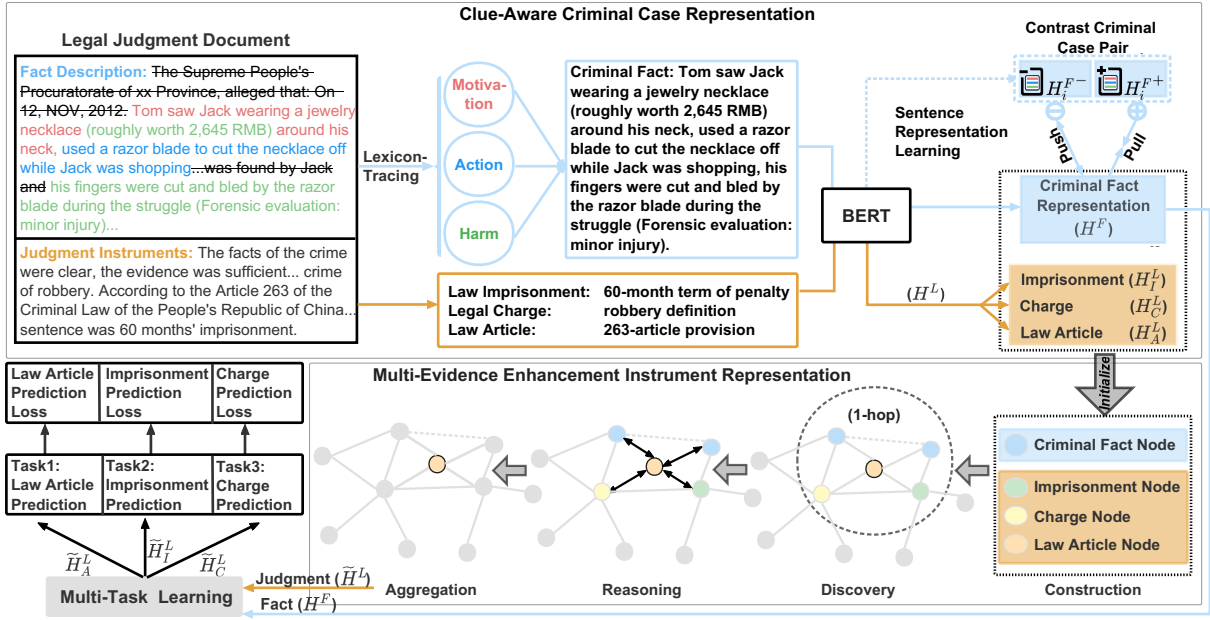 Clue-Aware Criminal Case Representation
Legal Judgment Document
Fact Description: The Supreme People's
Procuratorate of xx Province, alleged that: On
12, NOV, 2012. Tom saw Jack wearing a jewelry
necklace (roughly worth 2,645 RMB) around his
neck, used a razor blade to cut the necklace off
while Jack was shopping...was found by Jack
and his fingers were cut and bled by the razor
blade during the struggle (Forensic evaluation:
minor injury)...
Judgment Instruments: The facts of the crime
were clear, the evidence was sufficient... crime
of robbery. According to the Article 263 of the
Criminal Law of the People's Republic of China...
sentence was 60 months' imprisonment.
Lexicon-
Tracing
Motiva-
tion
Action
Harm
Criminal Fact: Tom saw Jack
wearing a jewelry necklace
(roughly worth 2,645 RMB)
around his neck, used a razor
blade to cut the necklace off
while Jack was shopping, his
fingers were cut and bled by
the razor blade during the
struggle (Forensic evaluation:
minor injury).
Law Imprisonment: 60-month term of penalty
Legal Charge: robbery definition
Law Article: 263-article provision
BERT
Sentence
Representation
Learning
Contrast Criminal
Case Pair
H_i^{F-} H_i^{F+}
Push
Pull
Criminal Fact
Representation
(H^F)
(H^L)
Imprisonment (H_I^L)
Charge (H_C^L)
Law Article (H_A^L)
Initialize
Multi-Evidence Enhancement Instrument Representation
(1-hop)
Criminal Fact Node
Imprisonment Node
Charge Node
Law Article Node
Construction
Discovery
Reasoning
Aggregation
Law Article
Prediction
Loss
Imprisonment
Prediction
Loss
Charge
Prediction
Loss
Task1:
Law Article
Prediction
Task2:
Imprisonment
Prediction
Task3:
Charge
Prediction
H̃_A^L H̃_I^L H̃_C^L
Multi-Task Learning
Judgment (H̃^L)
Fact (H^F)